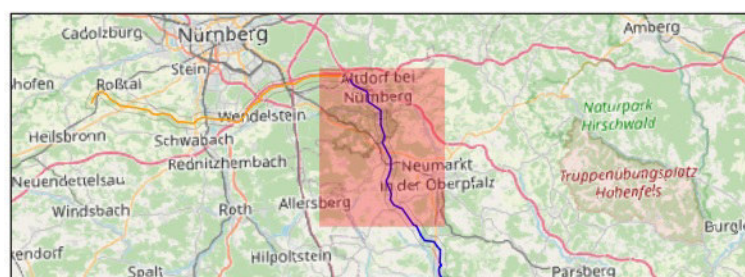 Cadolzburg
Nürnberg
Amberg
Stein
Altdorf bei
Nürnberg
Roßtal
hofen
Naturpark
Hirschwald
Wendelstein
Heilsbronn
Schwabach
Rednitzhembach
Neumarkt
in der Oberpfalz
Truppenübungsplatz
Hohenfels
Neuendettelsau
Windsbach
Roth
Allersberg
Burgle
Hilpoltstein
endorf
Spalt
Parsberg